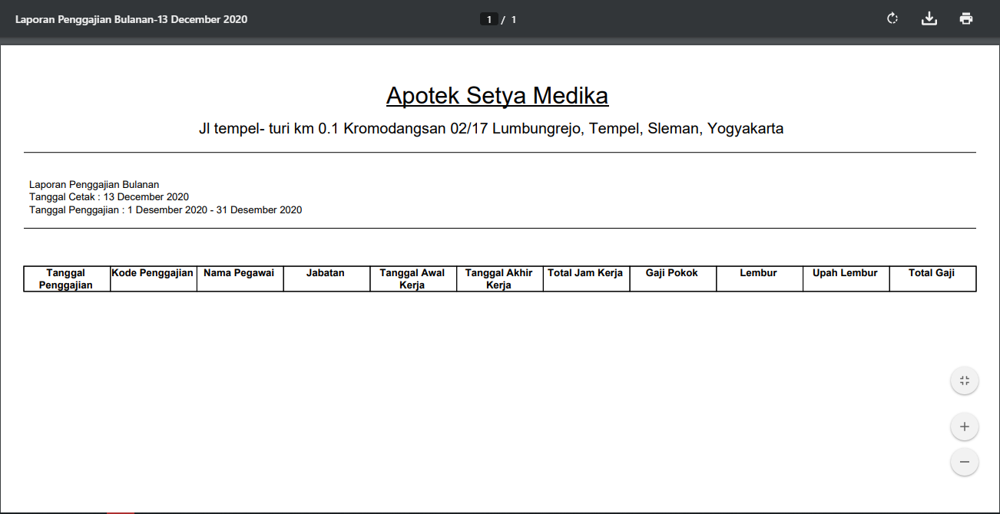 Laporan Penggajian Bulanan-13 December 2020
1 / 1
Apotek Setya Medika
Jl tempel- turi km 0.1 Kromodangsan 02/17 Lumbungrejo, Tempel, Sleman, Yogyakarta
Laporan Penggajian Bulanan
Tanggal Cetak : 13 December 2020
Tanggal Penggajian : 1 Desember 2020 - 31 Desember 2020
Tanggal Penggajian
Kode Penggajian
Nama Pegawai
Jabatan
Tanggal Awal Kerja
Tanggal Akhir Kerja
Total Jam Kerja
Gaji Pokok
Lembur
Upah Lembur
Total Gaji